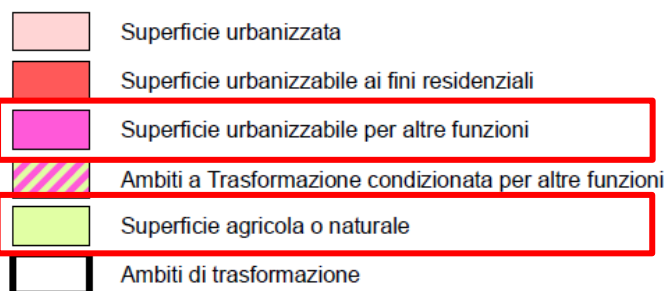 Superficie urbanizzata
Superficie urbanizzabile ai fini residenziali
Superficie urbanizzabile per altre funzioni
Ambiti a Trasformazione condizionata per altre funzioni
Superficie agricola o naturale
Ambiti di trasformazione